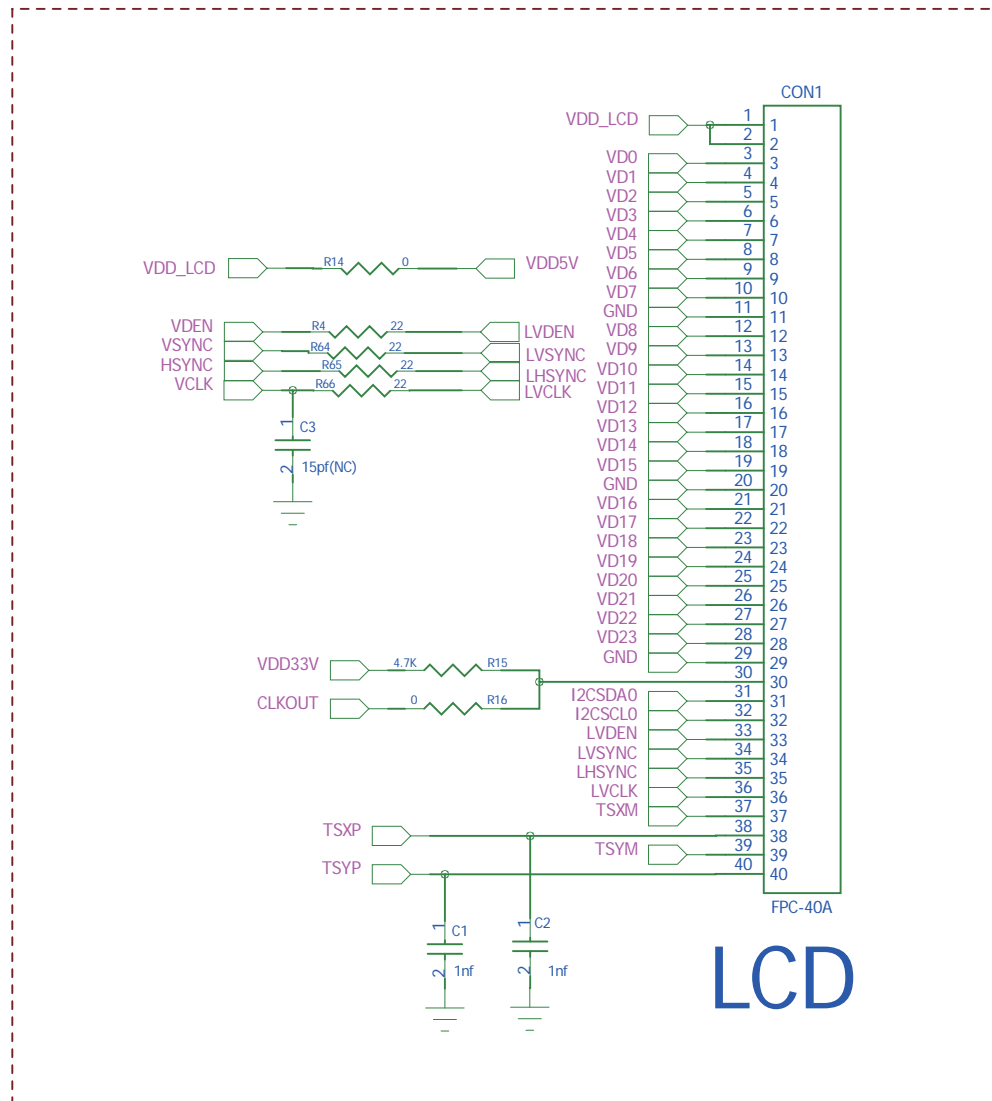 CON1
VDD_LCD 1 1
2 2
VD0 3 3
VD1 4 4
VD2 5 5
VD3 6 6
VD4 7 7
VD5 8 8
VD6 9 9
VD7 10 10
GND 11 11
VD8 12 12
VD9 13 13
VD10 14 14
VD11 15 15
VD12 16 16
VD13 17 17
VD14 18 18
VD15 19 19
GND 20 20
VD16 21 21
VD17 22 22
VD18 23 23
VD19 24 24
VD20 25 25
VD21 26 26
VD22 27 27
VD23 28 28
GND 29 29
30 30
I2CSDA0 31 31
I2CSCL0 32 32
LVDEN 33 33
LVSYNC 34 34
LHSYNC 35 35
LVCLK 36 36
TSXM 37 37
38 38
TSYM 39 39
40 40
FPC-40A
VDD_LCD R14 0 VDD5V
VDEN R4 22 LVDEN
VSYNC R64 22 LVSYNC
HSYNC R65 22 LHSYNC
VCLK R66 22 LVCLK
1 C3
2 15pf(NC)
VDD33V 4.7K R15
CLKOUT 0 R16
TSXP
TSYP
1 C1
2 1nf
1 C2
2 1nf
LCD